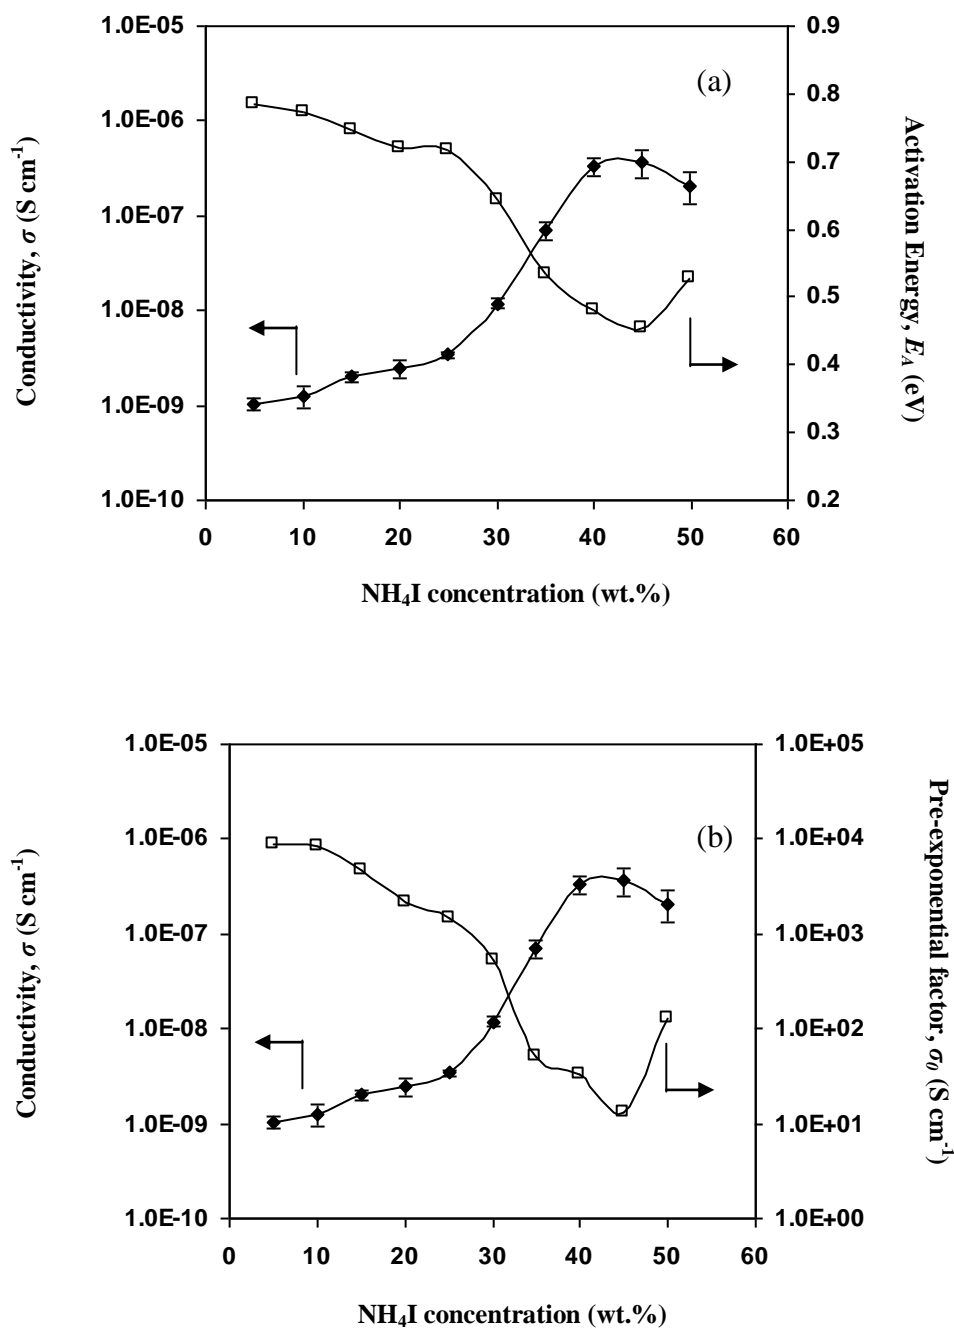 1.0E-05
1.0E-06
1.0E-07
1.0E-08
1.0E-09
1.0E-10
Conductivity, σ (S cm⁻¹)
(a)
0.9
0.8
0.7
0.6
0.5
0.4
0.3
0.2
Activation Energy, E_A (eV)
0 10 20 30 40 50 60
NH₄I concentration (wt.%)
1.0E-05
1.0E-06
1.0E-07
1.0E-08
1.0E-09
1.0E-10
Conductivity, σ (S cm⁻¹)
(b)
1.0E+05
1.0E+04
1.0E+03
1.0E+02
1.0E+01
1.0E+00
Pre-exponential factor, σ₀ (S cm⁻¹)
0 10 20 30 40 50 60
NH₄I concentration (wt.%)